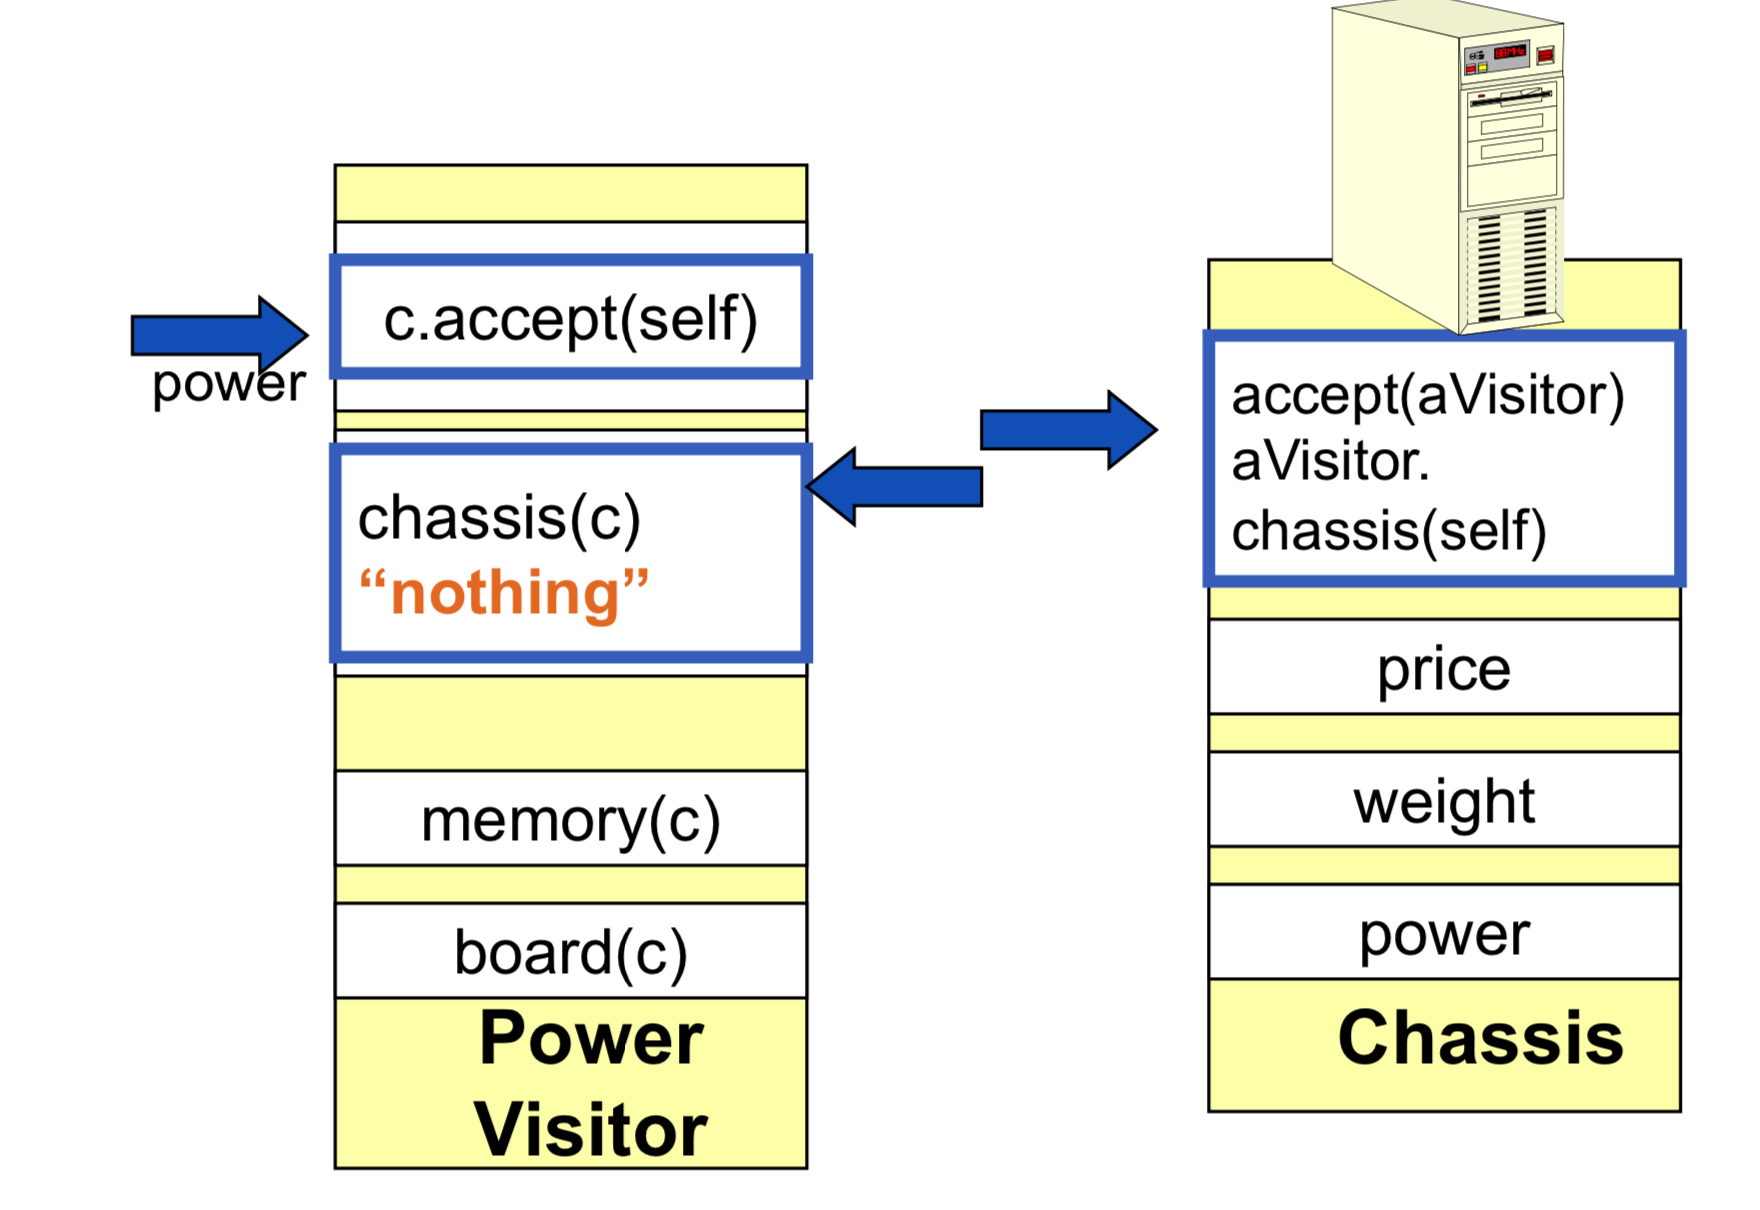 power
c.accept(self)
chassis(c)
“nothing”
memory(c)
board(c)
Power
Visitor
accept(aVisitor)
aVisitor.
chassis(self)
price
weight
power
Chassis